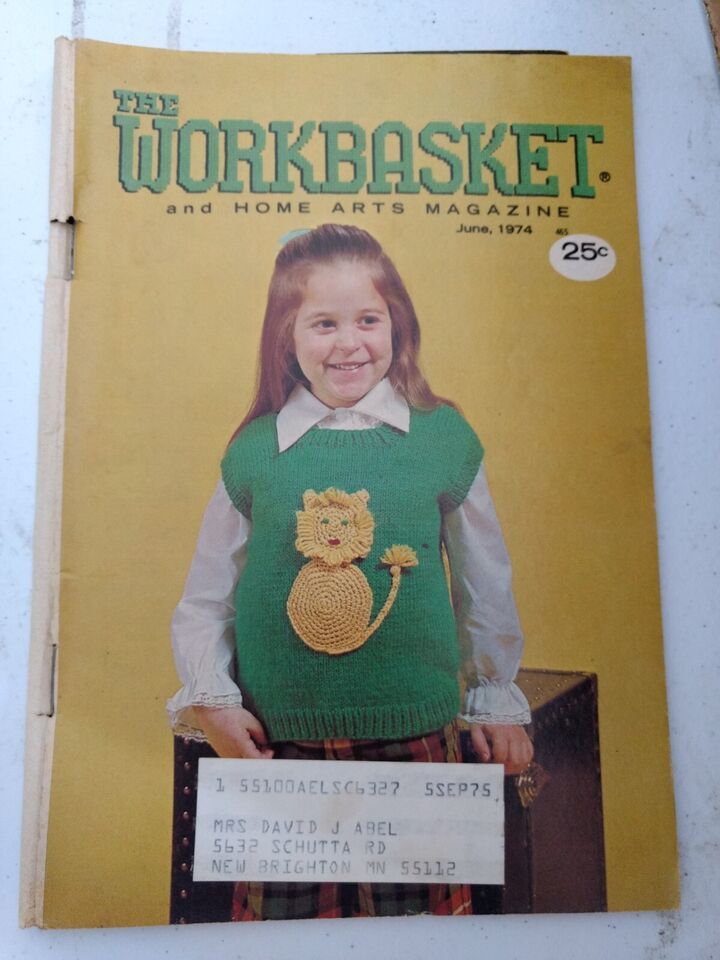 THE
WORKBASKET®
and HOME ARTS MAGAZINE
June, 1974
465
25c
1 55100AELSC6327 5SEP75
MRS DAVID J ABEL
5632 SCHUTTA RD
NEW BRIGHTON MN 55112